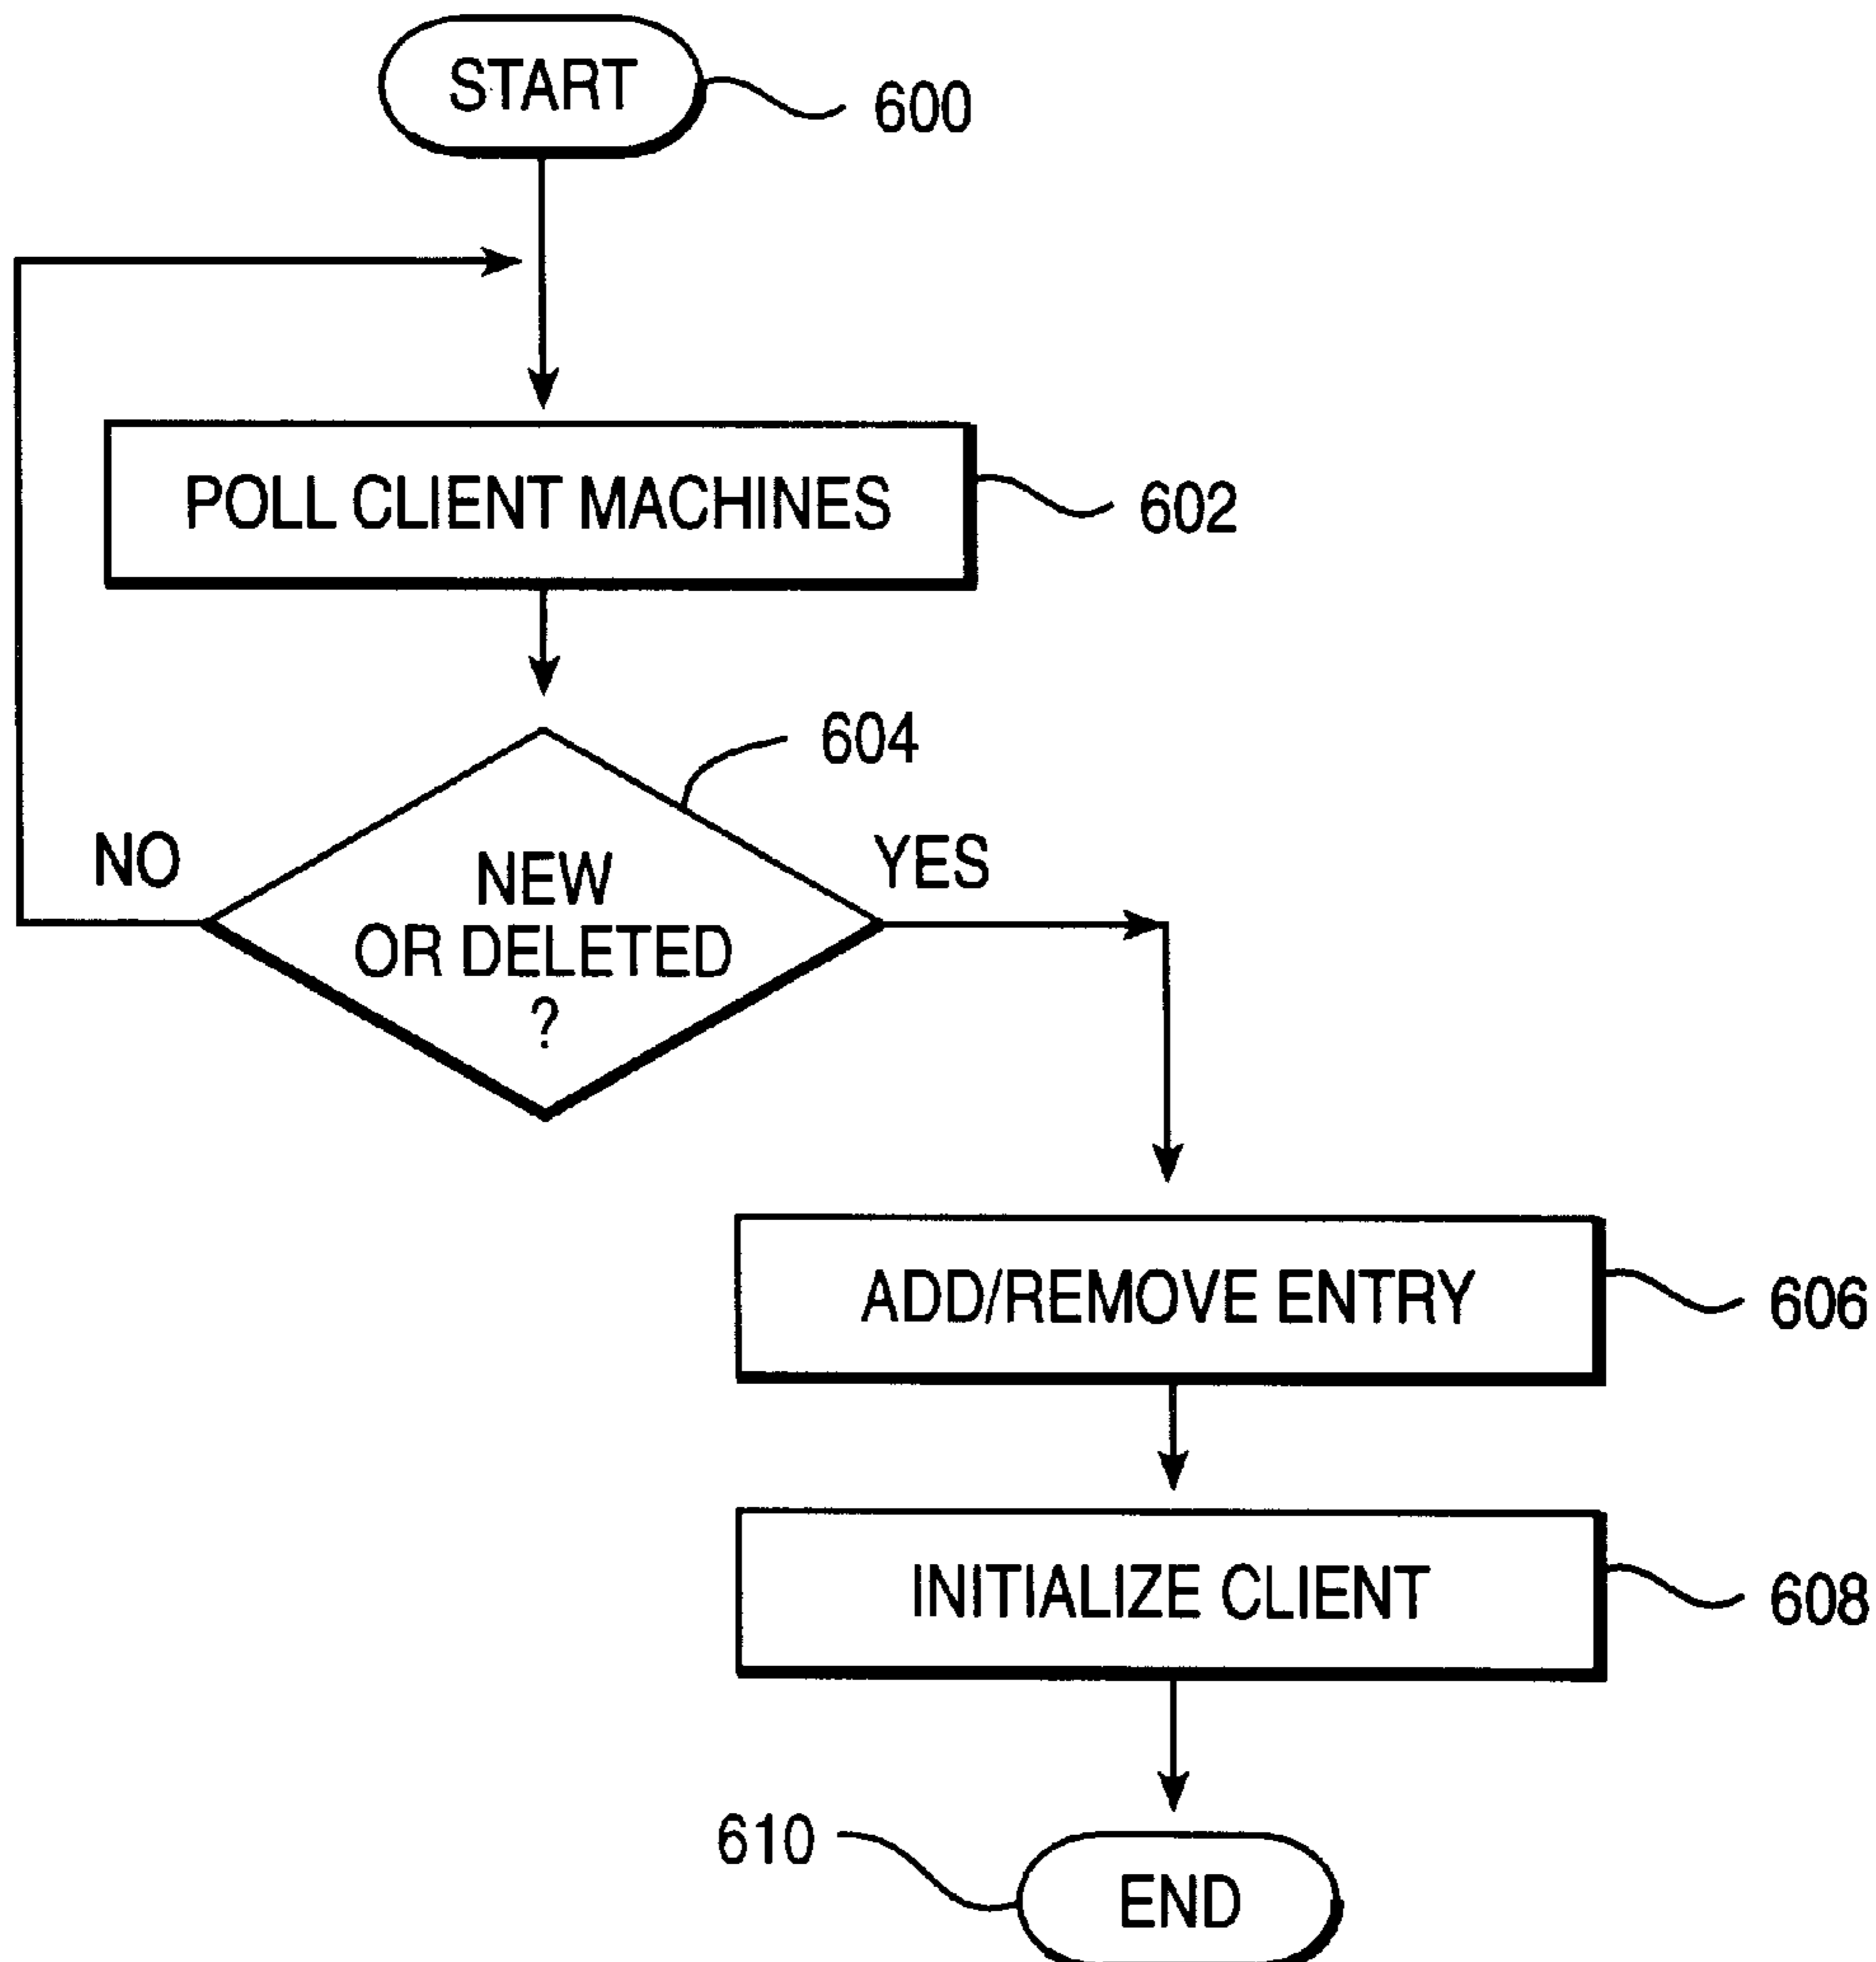 START
600
POLL CLIENT MACHINES
602
604
NO
YES
NEW
OR DELETED
?
ADD/REMOVE ENTRY
606
INITIALIZE CLIENT
608
610
END